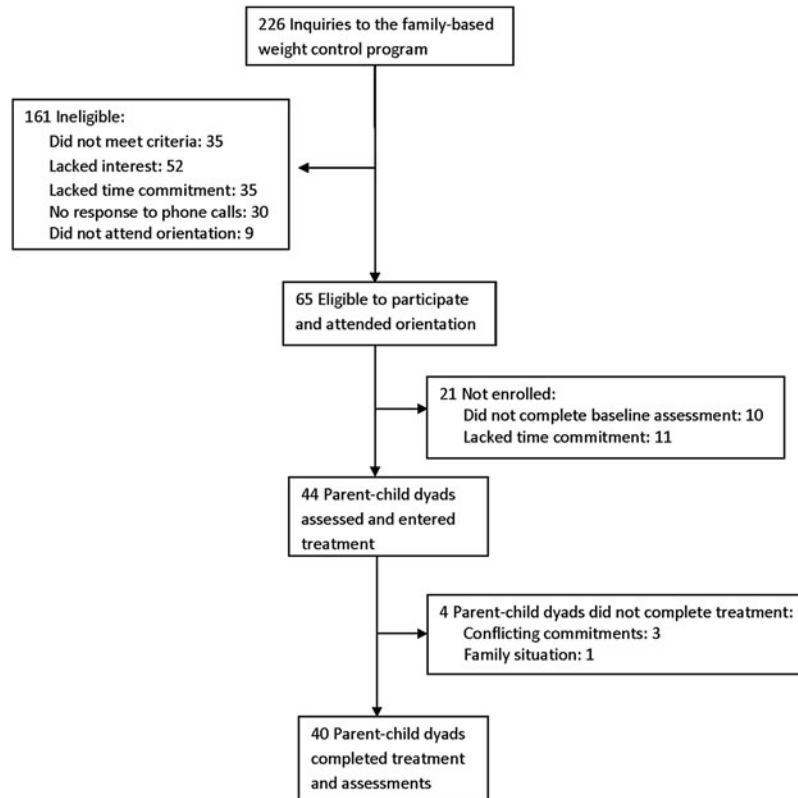 226 Inquiries to the family-based
weight control program
161 Ineligible:
Did not meet criteria: 35
Lacked interest: 52
Lacked time commitment: 35
No response to phone calls: 30
Did not attend orientation: 9
65 Eligible to participate
and attended orientation
21 Not enrolled:
Did not complete baseline assessment: 10
Lacked time commitment: 11
44 Parent-child dyads
assessed and entered
treatment
4 Parent-child dyads did not complete treatment:
Conflicting commitments: 3
Family situation: 1
40 Parent-child dyads
completed treatment
and assessments